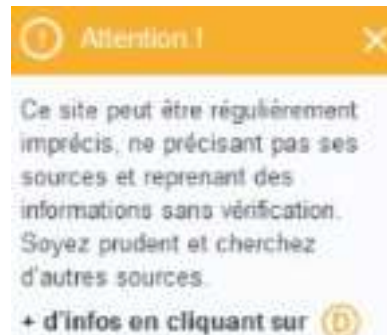 Attention !
Ce site peut être régulièrement
imprécis, ne précisant pas ses
sources et reprenant des
informations sans vérification.
Soyez prudent et cherchez
d'autres sources.
+ d'infos en cliquant sur D